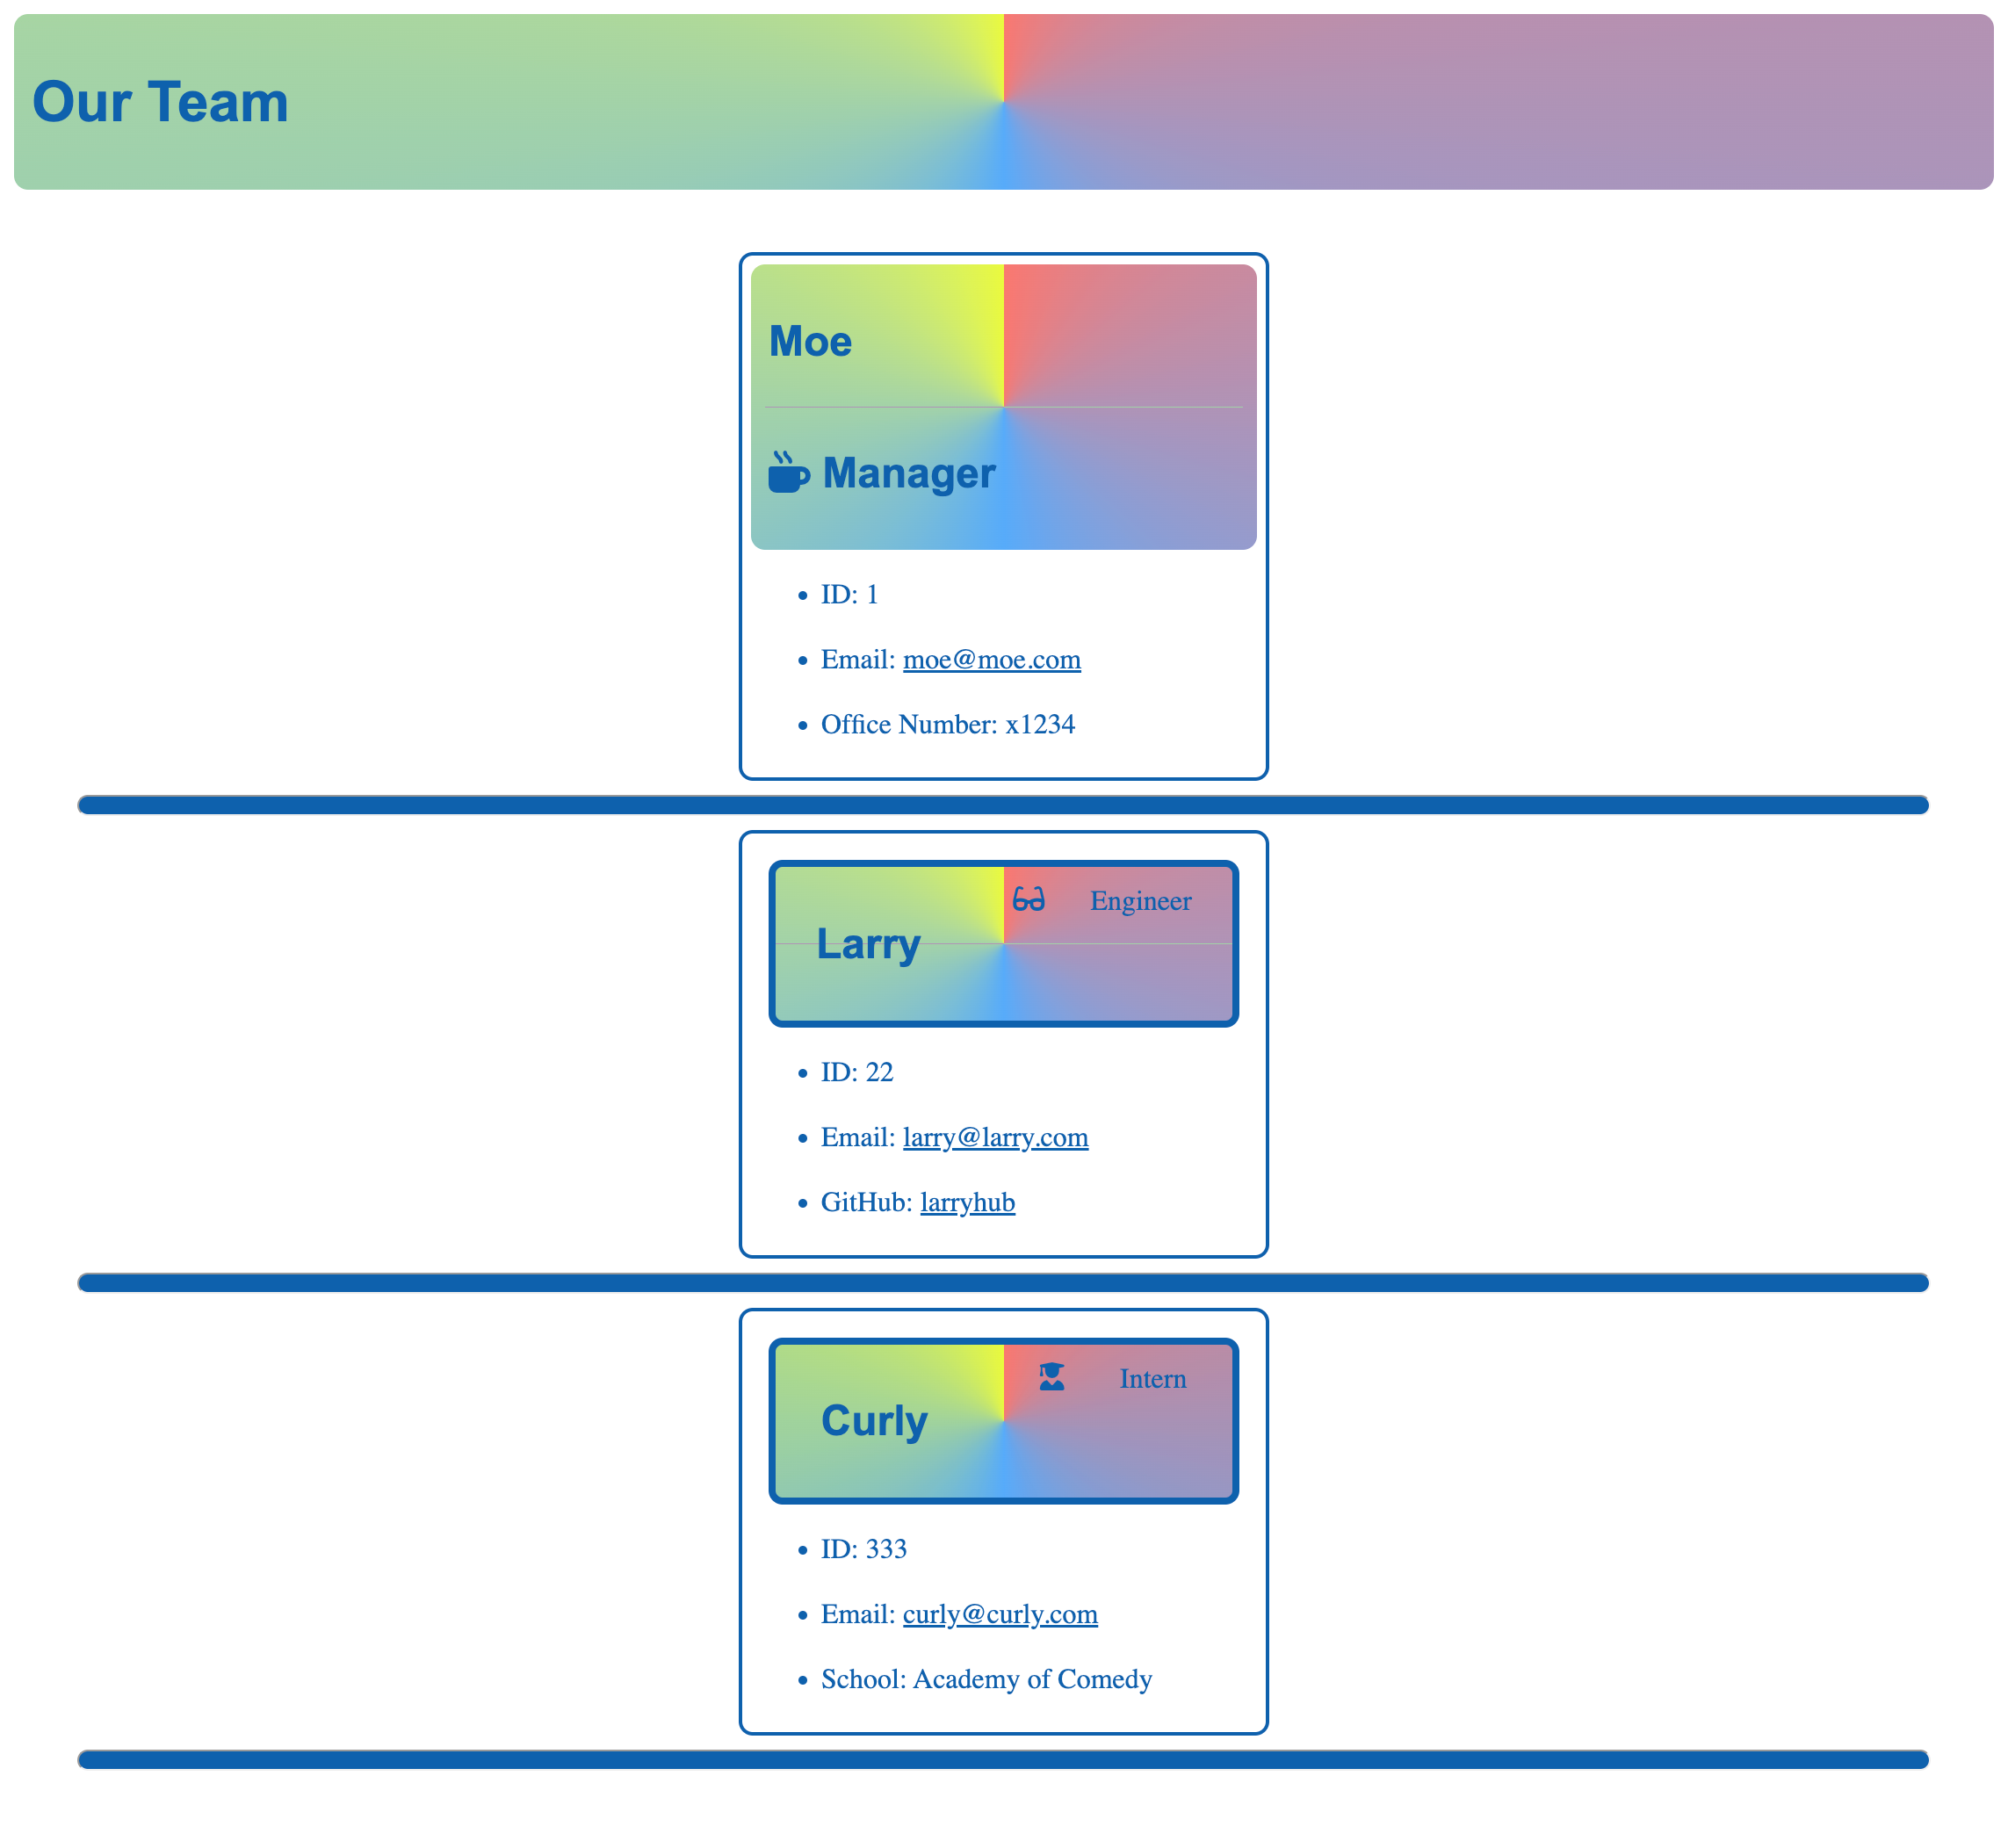 Our Team
Moe
Manager
• ID: 1
• Email: moe@moe.com
• Office Number: x1234
Engineer
Larry
• ID: 22
• Email: larry@larry.com
• GitHub: larryhub
Intern
Curly
• ID: 333
• Email: curly@curly.com
• School: Academy of Comedy